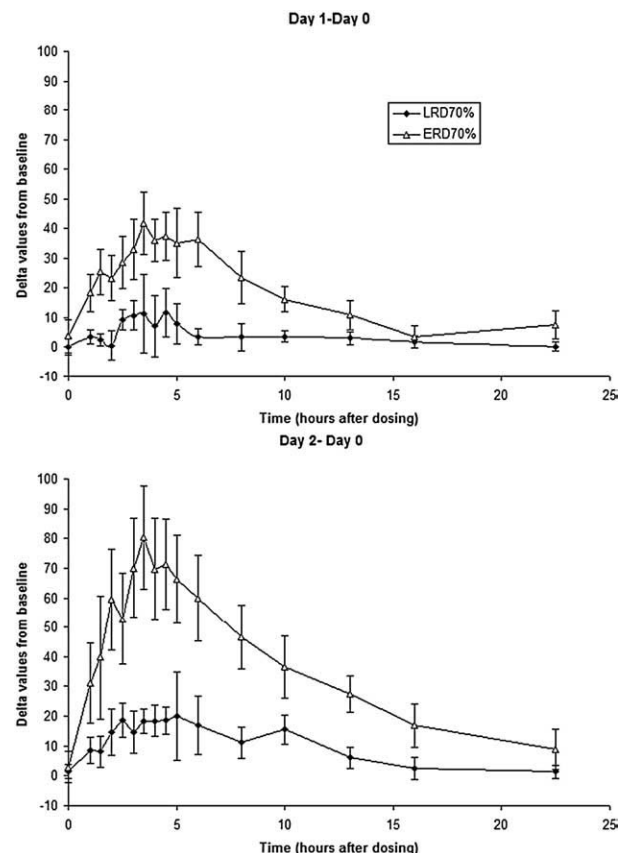 Day 1-Day 0
100
90
80
70
60
50
40
30
20
10
0
-10
Delta values from baseline
LRD70%
ERD70%
0 5 10 15 20 25
Time (hours after dosing)
Day 2- Day 0
100
90
80
70
60
50
40
30
20
10
0
-10
Delta values from baseline
0 5 10 15 20 25
Time (hours after dosing)